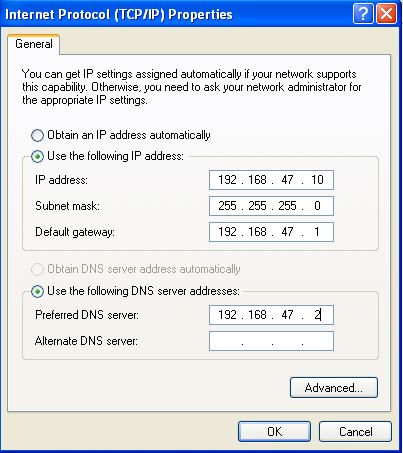 Internet Protocol (TCP/IP) Properties
General
You can get IP settings assigned automatically if your network supports
this capability. Otherwise, you need to ask your network administrator for
the appropriate IP settings.
Obtain an IP address automatically
Use the following IP address:
IP address: 192 . 168 . 47 . 10
Subnet mask: 255 . 255 . 255 . 0
Default gateway: 192 . 168 . 47 . 1
Obtain DNS server address automatically
Use the following DNS server addresses:
Preferred DNS server: 192 . 168 . 47 . 2
Alternate DNS server: . . .
Advanced...
OK Cancel